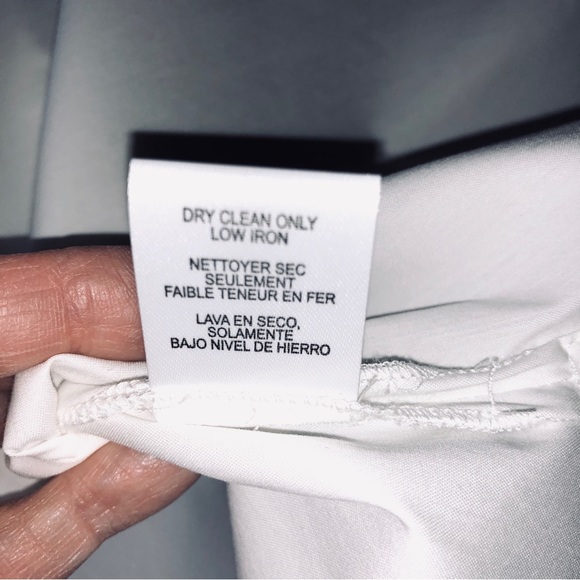 DRY CLEAN ONLY
LOW IRON
NETTOYER SEC
SEULEMENT
FAIBLE TENEUR EN FER
LAVA EN SECO,
SOLAMENTE
BAJO NIVEL DE HIERRO